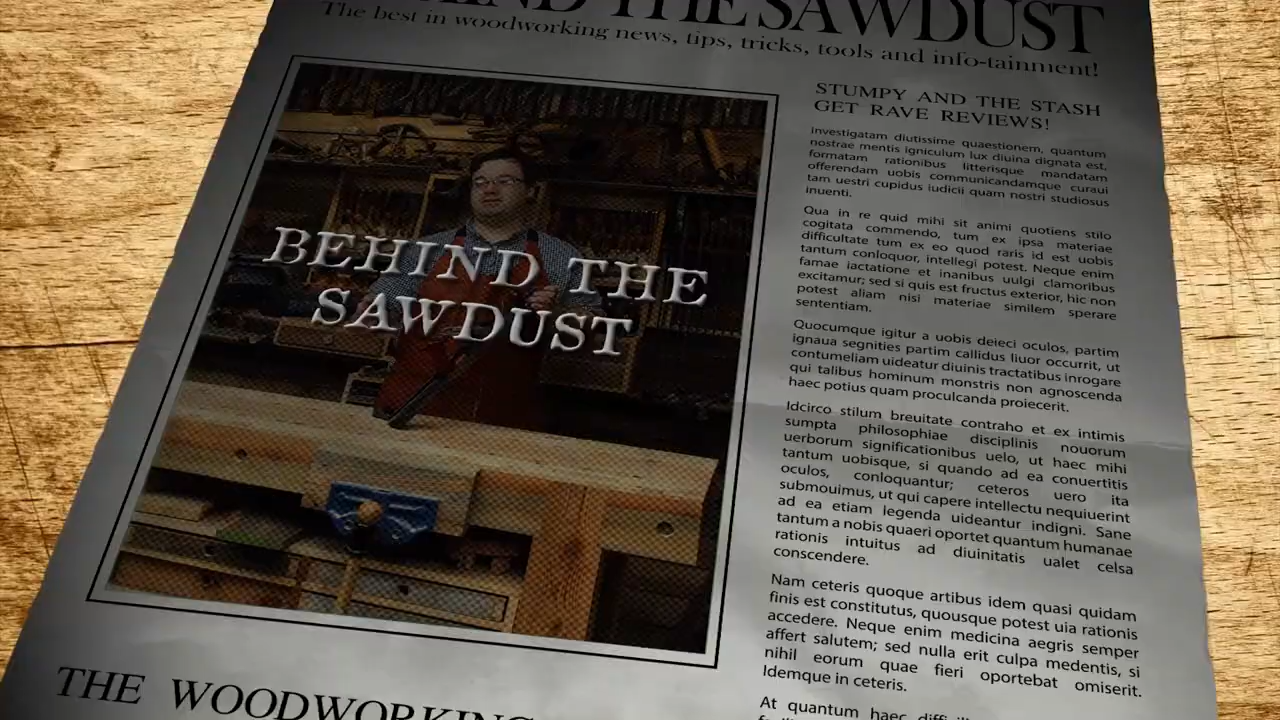 THE SAWDUST
The best in woodworking news, tips, tricks, tools and info-tainment!
BEHIND THE
SAWDUST
STUMPY AND THE STASH
GET RAVE REVIEWS!
Investigatam diutissime quaestionem, quantum
nostrae mentis igniculum lux diuina dignata est,
formatam rationibus litterisque mandatam
offerendam uobis communicandamque curaui
tam uestri cupidus iudicii quam nostri studiosus
inuenti.
Qua in re quid mihi sit animi quotiens stilo
cogitata commendo, tum ex ipsa materiae
difficultate tum ex eo quod raris id est uobis
tantum conloquor, intellegi potest. Neque enim
famae iactatione et inanibus uulgi clamoribus
excitamur; sed si quis est fructus exterior, hic non
potest aliam nisi materiae similem sperare
sententiam.
Quocumque igitur a uobis deieci oculos, partim
ignaua segnities partim callidus liuor occurrit, ut
contumeliam uideatur diuinis tractatibus inrogare
qui talibus hominum monstris non agnoscenda
haec potius quam proculcanda proiecerit.
Idcirco stilum breuitate contraho et ex intimis
sumpta philosophiae disciplinis nouorum
uerborum significationibus uelo, ut haec mihi
tantum uobisque, si quando ad ea conuertitis
oculos, conloquantur; ceteros uero ita
submouimus, ut qui capere intellectu nequiuerint
ad ea etiam legenda uideantur indigni. Sane
tantum a nobis quaeri oportet quantum humanae
rationis intuitus ad diuinitatis ualet celsa
conscendere.
Nam ceteris quoque artibus idem quasi quidam
finis est constitutus, quousque potest uia rationis
accedere. Neque enim medicina aegris semper
affert salutem; sed nulla erit culpa medentis, si
nihil eorum quae fieri oportebat omiserit.
Idemque in ceteris.
At quantum haec
THE WOODWORKING